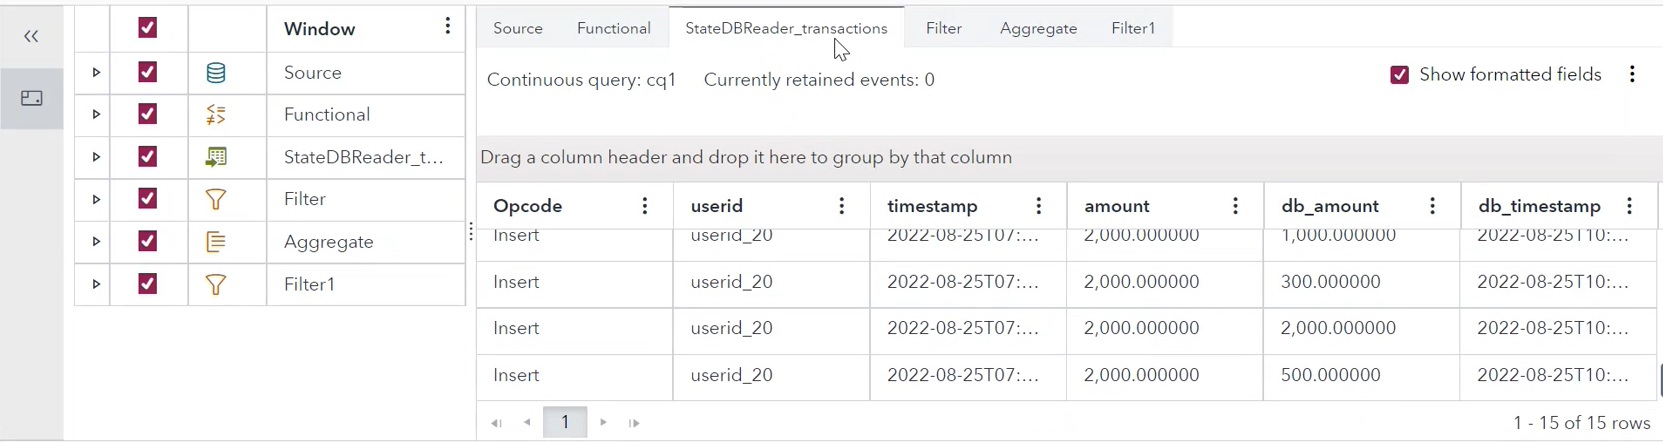 Window
Source
Functional
StateDBReader_t...
Filter
Aggregate
Filter1
Source Functional StateDBReader_transactions Filter Aggregate Filter1
Continuous query: cq1 Currently retained events: 0 Show formatted fields
Drag a column header and drop it here to group by that column
Opcode userid timestamp amount db_amount db_timestamp
Insert userid_20 2022-08-25T07:... 2,000.000000 1,000.000000 2022-08-25T10:...
Insert userid_20 2022-08-25T07:... 2,000.000000 300.000000 2022-08-25T10:...
Insert userid_20 2022-08-25T07:... 2,000.000000 2,000.000000 2022-08-25T10:...
Insert userid_20 2022-08-25T07:... 2,000.000000 500.000000 2022-08-25T10:...
1
1 - 15 of 15 rows